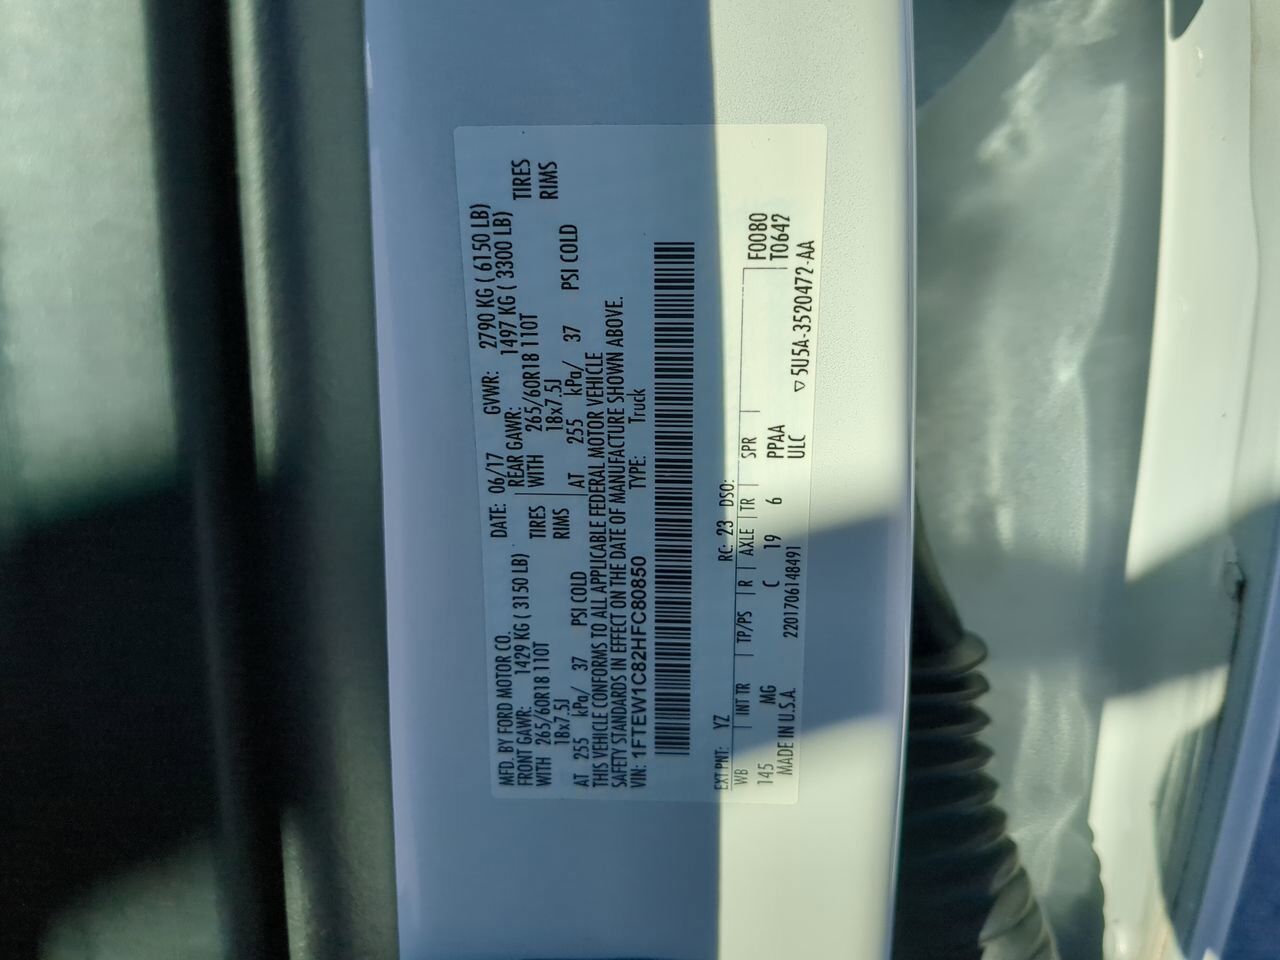 MFD. BY FORD MOTOR CO. DATE: 06/17 GVWR: 2790 KG ( 6150 LB)
FRONT GAWR: 1429 KG ( 3150 LB) REAR GAWR: 1497 KG ( 3300 LB)
WITH 265/60R18 110T TIRES WITH 265/60R18 110T TIRES
18x7.5J RIMS 18x7.5J RIMS
AT 255 kPa/ 37 PSI COLD AT 255 kPa/ 37 PSI COLD
THIS VEHICLE CONFORMS TO ALL APPLICABLE FEDERAL MOTOR VEHICLE
SAFETY STANDARDS IN EFFECT ON THE DATE OF MANUFACTURE SHOWN ABOVE.
VIN: 1FTEW1C82HFC80850 TYPE: Truck
EXT PNT: YZ RC: 23 DSO:
WB INT TR TP/PS R AXLE TR SPR F0080
145 MG C 19 6 PPAA T0642
MADE IN U.S.A. 2201706148491 ULC ▽5U5A-3520472-AA